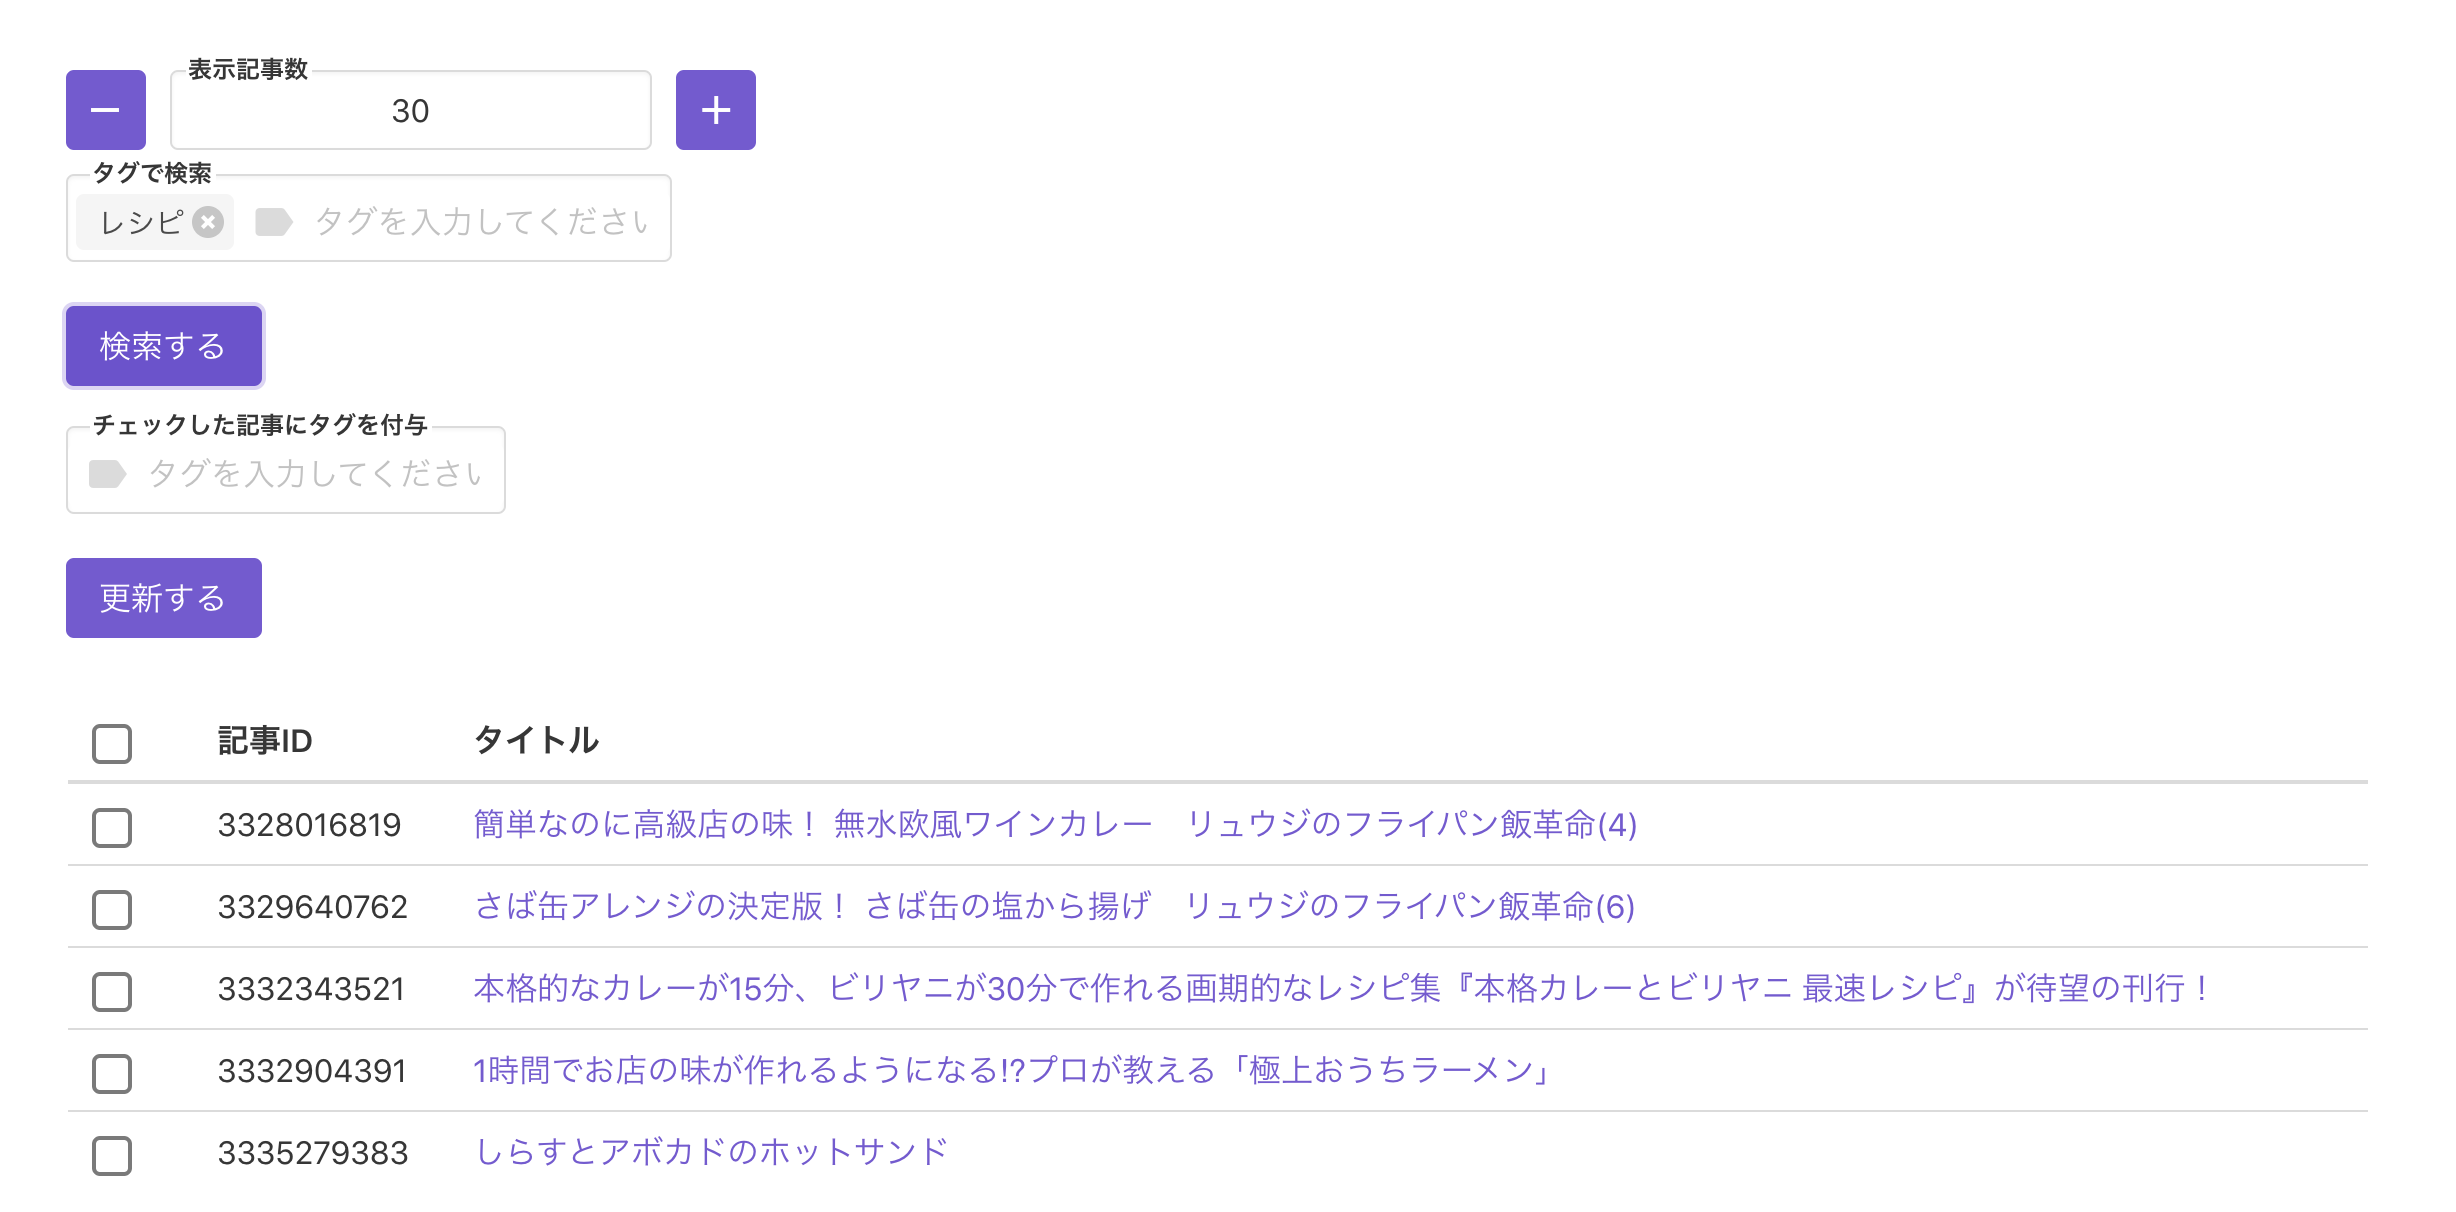 表示記事数
30
タグで検索
レシピ タグを入力してください
検索する
チェックした記事にタグを付与
タグを入力してください
更新する
記事ID タイトル
3328016819 簡単なのに高級店の味！ 無水欧風ワインカレー　リュウジのフライパン飯革命(4)
3329640762 さば缶アレンジの決定版！ さば缶の塩から揚げ　リュウジのフライパン飯革命(6)
3332343521 本格的なカレーが15分、ビリヤニが30分で作れる画期的なレシピ集『本格カレーとビリヤニ 最速レシピ』が待望の刊行！
3332904391 1時間でお店の味が作れるようになる!?プロが教える「極上おうちラーメン」
3335279383 しらすとアボカドのホットサンド